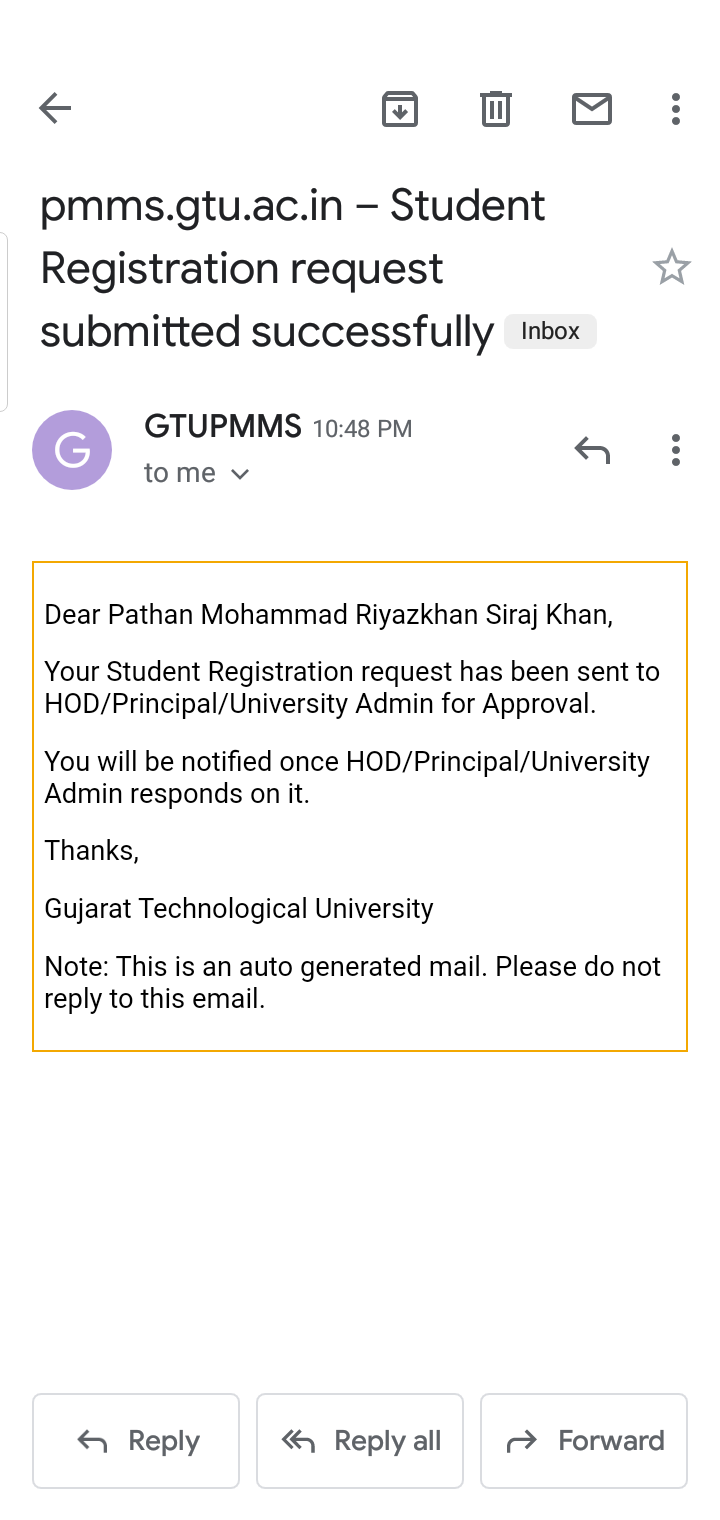 pmms.gtu.ac.in – Student
Registration request
submitted successfully Inbox
G
GTUPMMS 10:48 PM
to me
Dear Pathan Mohammad Riyazkhan Siraj Khan,
Your Student Registration request has been sent to
HOD/Principal/University Admin for Approval.
You will be notified once HOD/Principal/University
Admin responds on it.
Thanks,
Gujarat Technological University
Note: This is an auto generated mail. Please do not
reply to this email.
Reply Reply all Forward